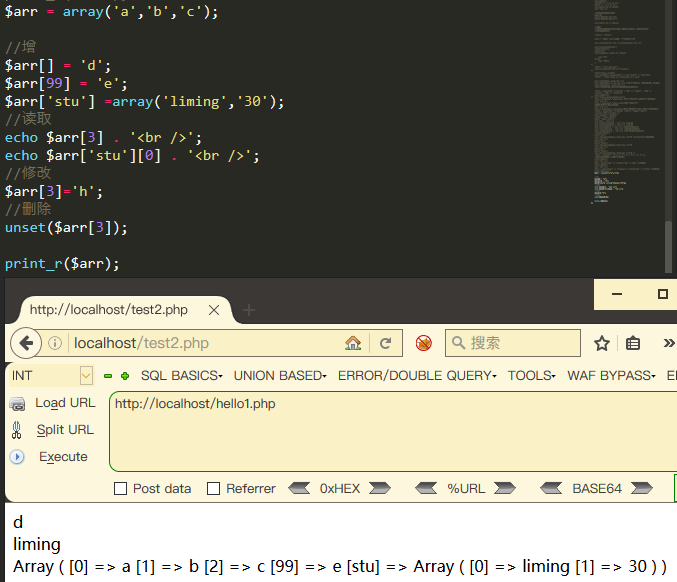 $arr = array('a','b','c');
//增
$arr[] = 'd';
$arr[99] = 'e';
$arr['stu'] =array('liming','30');
//读取
echo $arr[3] . '<br />';
echo $arr['stu'][0] . '<br />';
//修改
$arr[3]='h';
//删除
unset($arr[3]);
print_r($arr);
http://localhost/test2.php
localhost/test2.php
搜索
INT
SQL BASICS
UNION BASED
ERROR/DOUBLE QUERY
TOOLS
WAF BYPASS
Load URL
http://localhost/hello1.php
Split URL
Execute
Post data
Referrer
0xHEX
%URL
BASE64
d
liming
Array ( [0] => a [1] => b [2] => c [99] => e [stu] => Array ( [0] => liming [1] => 30 ) )